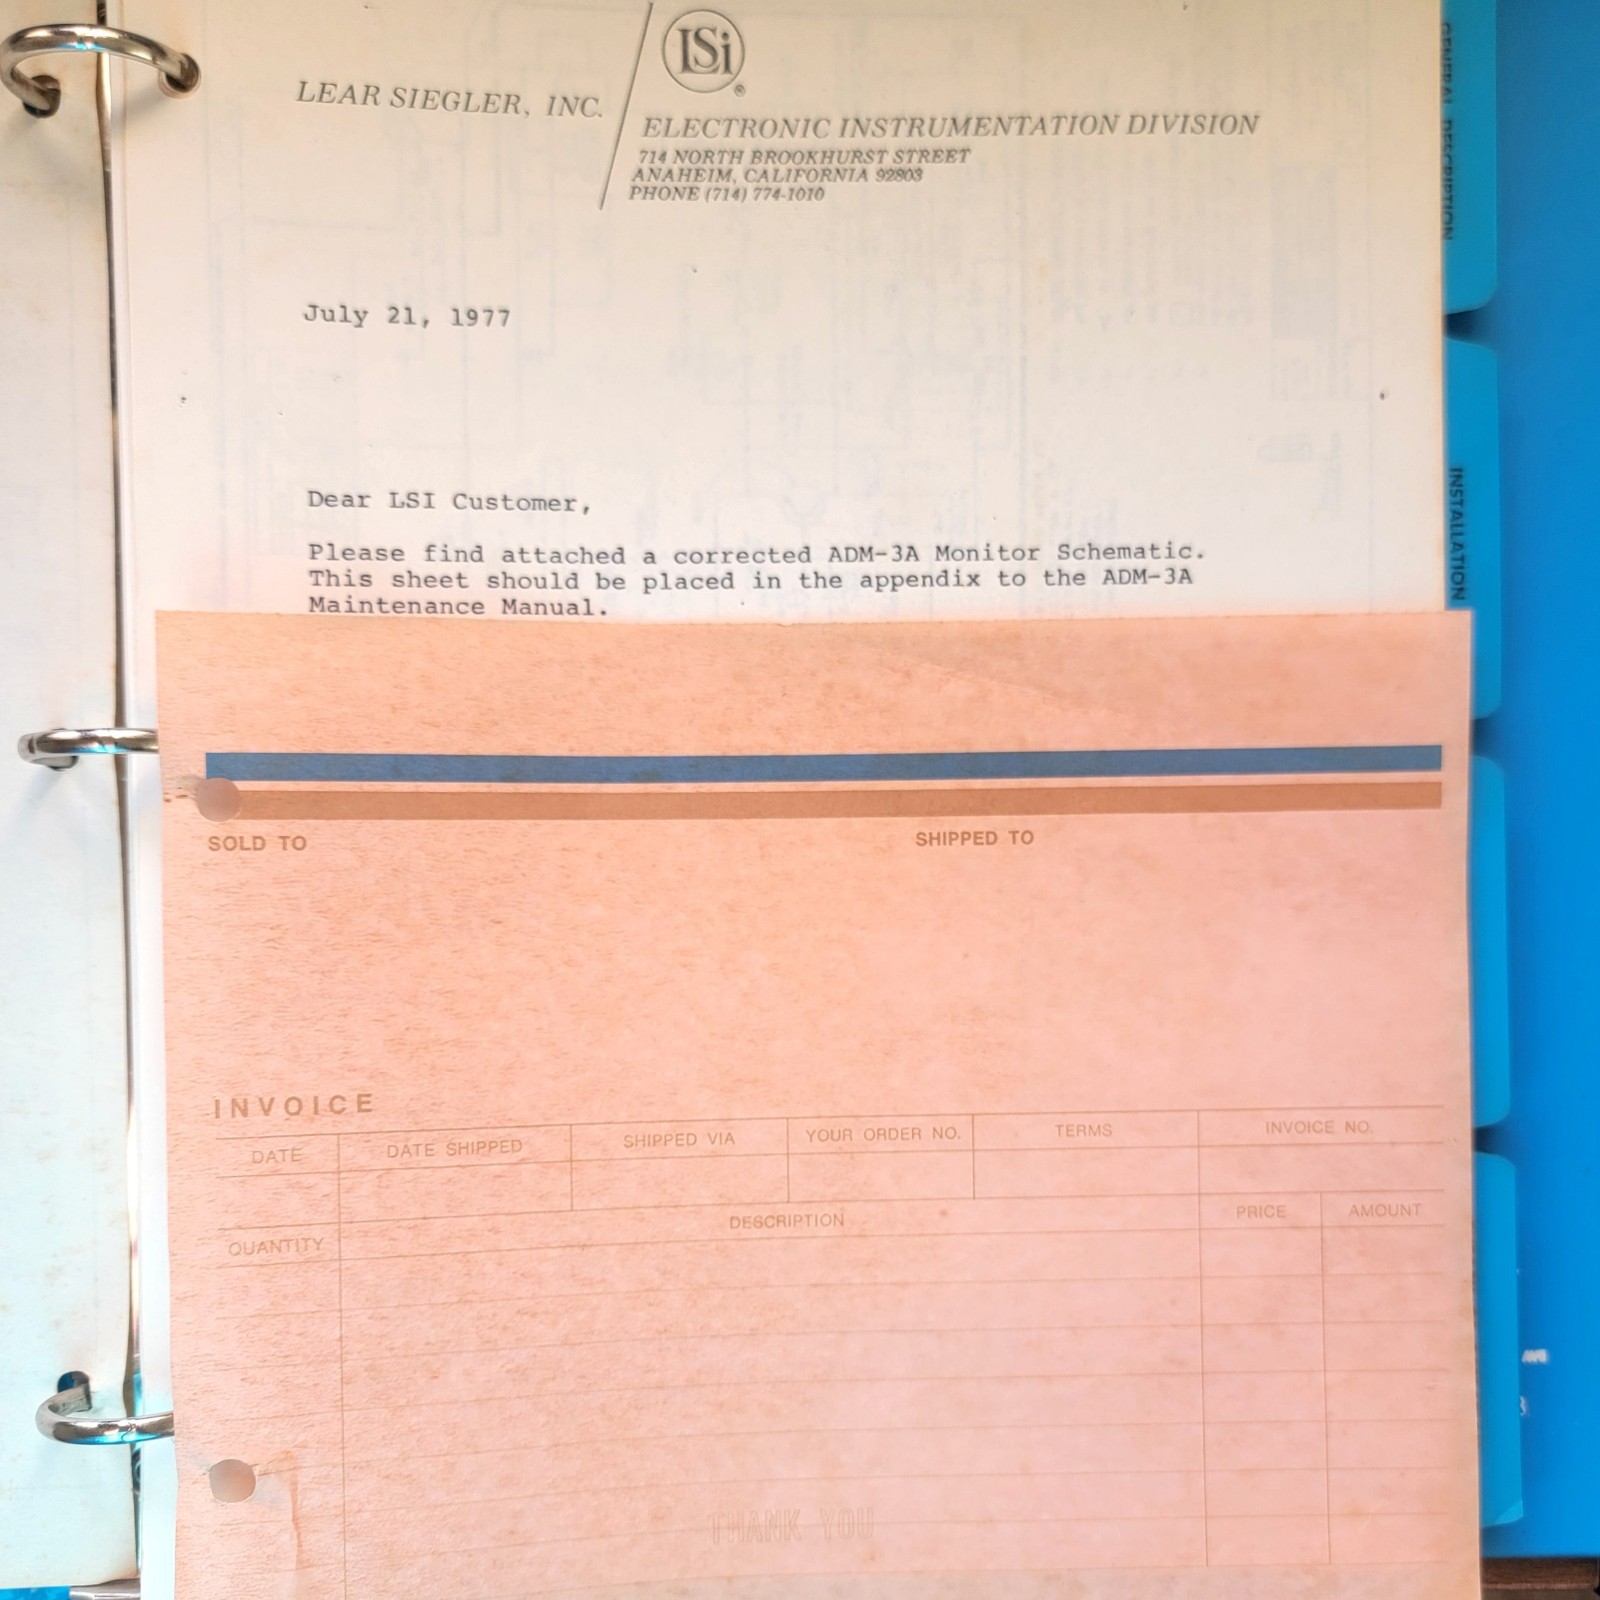 LSi
®
LEAR SIEGLER, INC.
ELECTRONIC INSTRUMENTATION DIVISION
714 NORTH BROOKHURST STREET
ANAHEIM, CALIFORNIA 92803
PHONE (714) 774-1010
July 21, 1977
Dear LSI Customer,
Please find attached a corrected ADM-3A Monitor Schematic.
This sheet should be placed in the appendix to the ADM-3A
Maintenance Manual.
SOLD TO
SHIPPED TO
INVOICE
DATE
DATE SHIPPED
SHIPPED VIA
YOUR ORDER NO.
TERMS
INVOICE NO.
QUANTITY
DESCRIPTION
PRICE
AMOUNT
THANK YOU
GENERAL DESCRIPTION
INSTALLATION